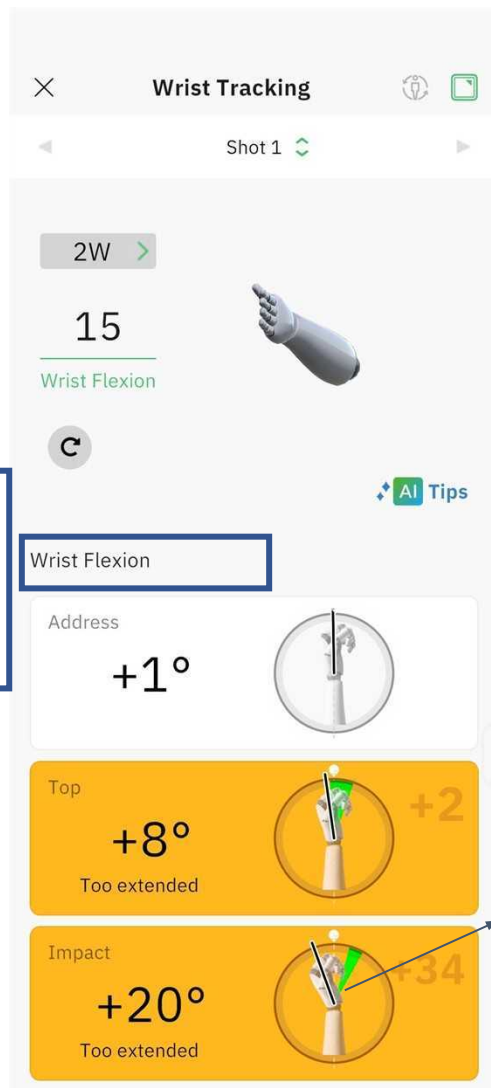 Wrist Tracking
Shot 1
2W
15
Wrist Flexion
AI Tips
Wrist Flexion
Address
+1°
Top
+8°
+2
Too extended
Impact
+20°
+34
Too extended